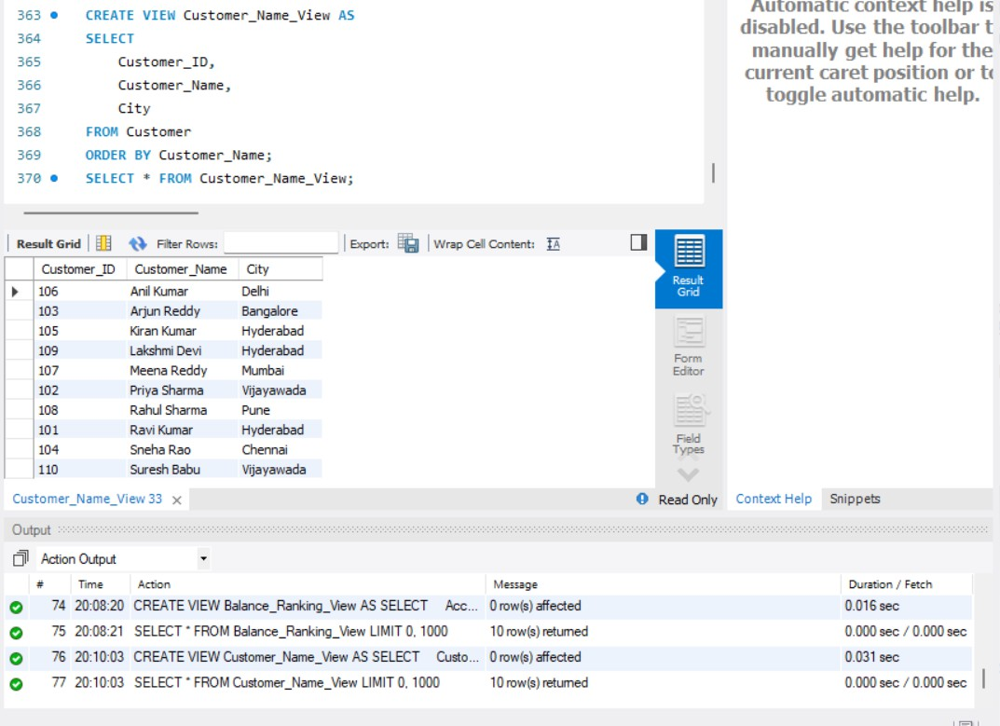 363 CREATE VIEW Customer_Name_View AS
364 SELECT
365 Customer_ID,
366 Customer_Name,
367 City
368 FROM Customer
369 ORDER BY Customer_Name;
370 SELECT * FROM Customer_Name_View;
Automatic context help is
disabled. Use the toolbar t
manually get help for the
current caret position or to
toggle automatic help.
Result Grid Filter Rows: Export: Wrap Cell Content: IA
Customer_ID Customer_Name City
106 Anil Kumar Delhi
103 Arjun Reddy Bangalore
105 Kiran Kumar Hyderabad
109 Lakshmi Devi Hyderabad
107 Meena Reddy Mumbai
102 Priya Sharma Vijayawada
108 Rahul Sharma Pune
101 Ravi Kumar Hyderabad
104 Sneha Rao Chennai
110 Suresh Babu Vijayawada
Result
Grid
Form
Editor
Field
Types
Customer_Name_View 33 Read Only
Context Help Snippets
Output
Action Output
# Time Action Message Duration / Fetch
74 20:08:20 CREATE VIEW Balance_Ranking_View AS SELECT Acc... 0 row(s) affected 0.016 sec
75 20:08:21 SELECT * FROM Balance_Ranking_View LIMIT 0, 1000 10 row(s) returned 0.000 sec / 0.000 sec
76 20:10:03 CREATE VIEW Customer_Name_View AS SELECT Custo... 0 row(s) affected 0.031 sec
77 20:10:03 SELECT * FROM Customer_Name_View LIMIT 0, 1000 10 row(s) returned 0.000 sec / 0.000 sec